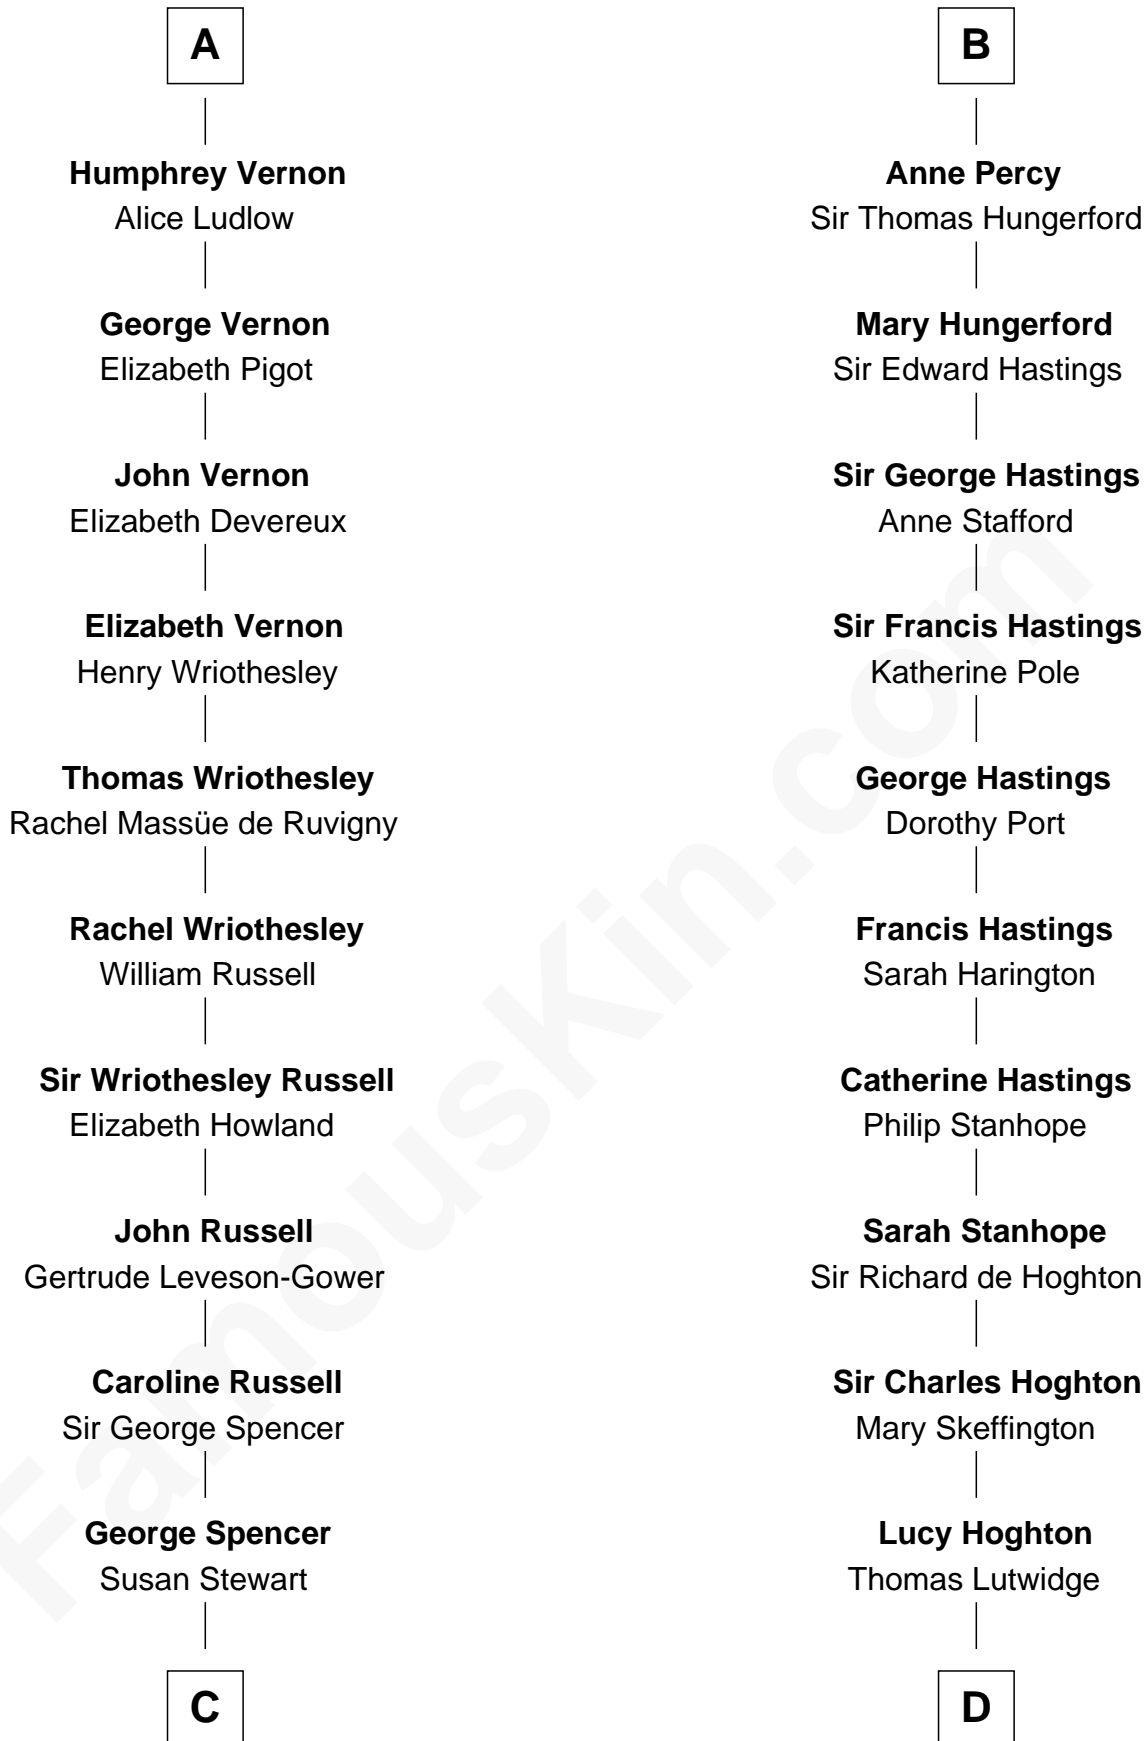 A
Humphrey Vernon
Alice Ludlow
George Vernon
Elizabeth Pigot
John Vernon
Elizabeth Devereux
Elizabeth Vernon
Henry Wriothesley
Thomas Wriothesley
Rachel Massüe de Ruvigny
Rachel Wriothesley
William Russell
Sir Wriothesley Russell
Elizabeth Howland
John Russell
Gertrude Leveson-Gower
Caroline Russell
Sir George Spencer
George Spencer
Susan Stewart
C
B
Anne Percy
Sir Thomas Hungerford
Mary Hungerford
Sir Edward Hastings
Sir George Hastings
Anne Stafford
Sir Francis Hastings
Katherine Pole
George Hastings
Dorothy Port
Francis Hastings
Sarah Harington
Catherine Hastings
Philip Stanhope
Sarah Stanhope
Sir Richard de Hoghton
Sir Charles Hoghton
Mary Skeffington
Lucy Hoghton
Thomas Lutwidge
D
FamousKin.com